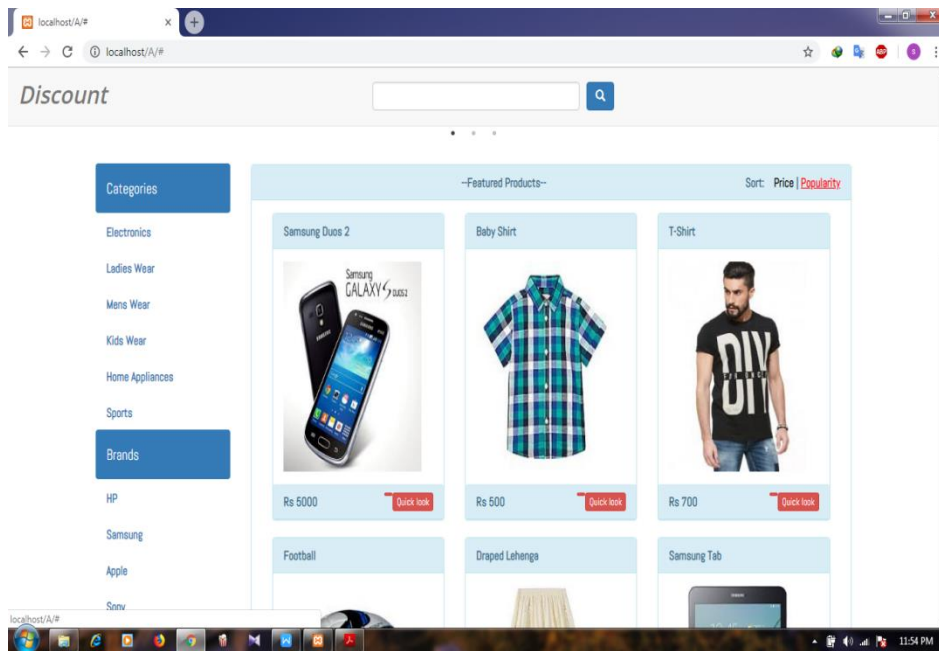 localhost/A/#
localhost/A/#
Discount
Categories
Electronics
Ladies Wear
Mens Wear
Kids Wear
Home Appliances
Sports
Brands
HP
Samsung
Apple
Sony
--Featured Products--
Sort: Price | Popularity
Samsung Duos 2
Samsung
GALAXY S DUOS 2
Rs 5000
Quick look
Baby Shirt
Rs 500
Quick look
T-Shirt
DIY
Rs 700
Quick look
Football
Draped Lehenga
Samsung Tab
localhost/A/#
11:54 PM